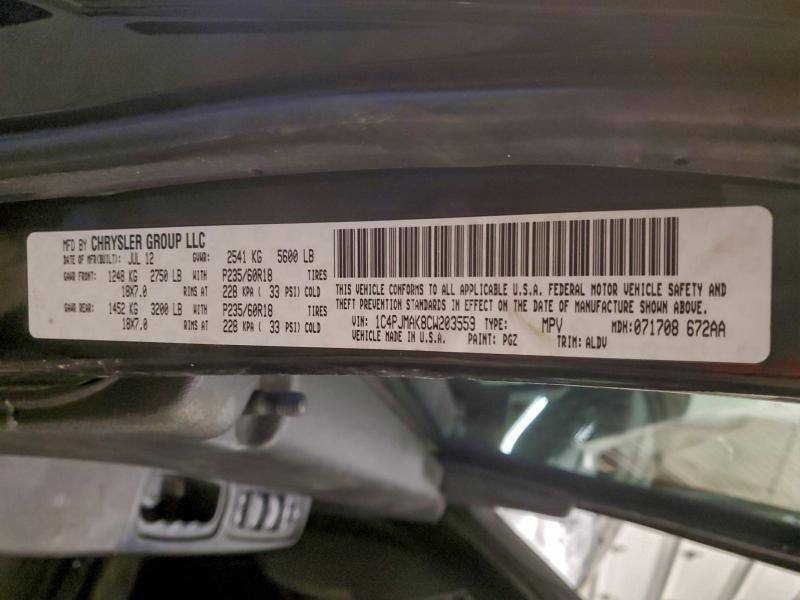 MFD BY CHRYSLER GROUP LLC
DATE OF MFR(BUILT): JUL 12 GVWR: 2541 KG 5600 LB
GAWR FRONT: 1248 KG 2750 LB WITH P235/60R18 TIRES
18X7.0 RIMS AT 228 KPA ( 33 PSI) COLD
GAWR REAR: 1452 KG 3200 LB WITH P235/60R18 TIRES
18X7.0 RIMS AT 228 KPA ( 33 PSI) COLD
THIS VEHICLE CONFORMS TO ALL APPLICABLE U.S.A. FEDERAL MOTOR VEHICLE SAFETY AND
THEFT PREVENTION STANDARDS IN EFFECT ON THE DATE OF MANUFACTURE SHOWN ABOVE.
VIN: 1C4PJMAK8CW203559 TYPE: MPV MDH:071708 672AA
VEHICLE MADE IN U.S.A. PAINT: PGZ TRIM: ALDV